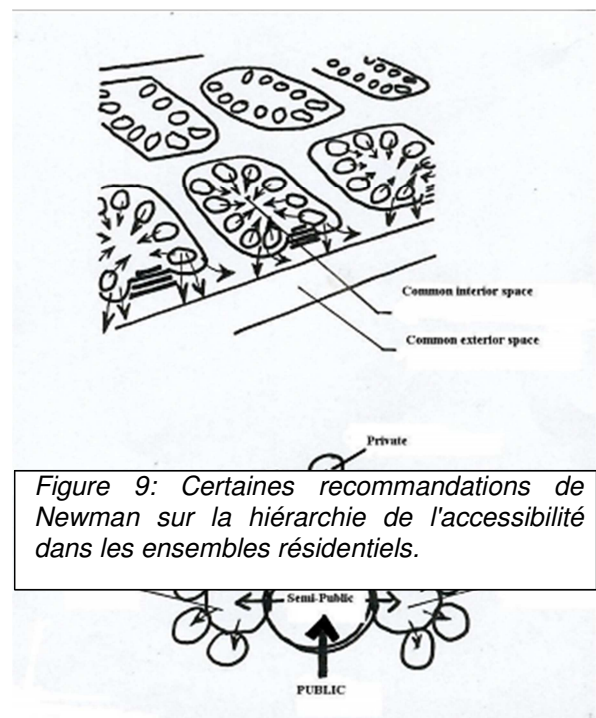 Common interior space
Common exterior space
Private
Figure 9: Certaines recommandations de
Newman sur la hiérarchie de l'accessibilité
dans les ensembles résidentiels.
Semi-Public
PUBLIC